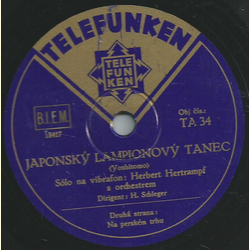 TELEFUNKEN
TELE
FUN
KEN
BIEM
Obj čís.:
TA 34
JAPONSKÝ LAMPIONOVÝ TANEC
(Yoshitomo)
Sólo na vibrafon: Herbert Hertrampf
s orchestrem
Dirigent: H. Schleger
Druhá strana:
Na perském trhu